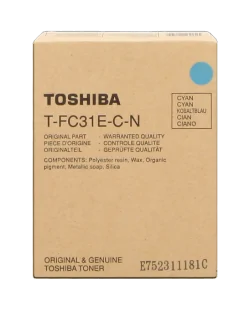 CYAN
CYAN
KOBALTBLAU
CIAN
CIANO
TOSHIBA
T-FC31E-C-N
ORIGINAL PART - WARRANTED QUALITY
PIECE D'ORIGINE - CONTROLE QUALITE
ORIGINALTEIL - GEPRÜFTE QUALITÄT
COMPONENTS: Polyester resin, Wax, Organic
pigment, Metallic soap, Silica
ORIGINAL & GENUINE
TOSHIBA TONER
E752311181C